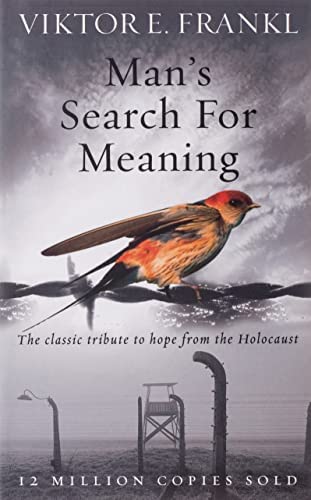 VIKTOR E. FRANKL
Man's
Search For
Meaning
The classic tribute to hope from the Holocaust
12 MILLION COPIES SOLD